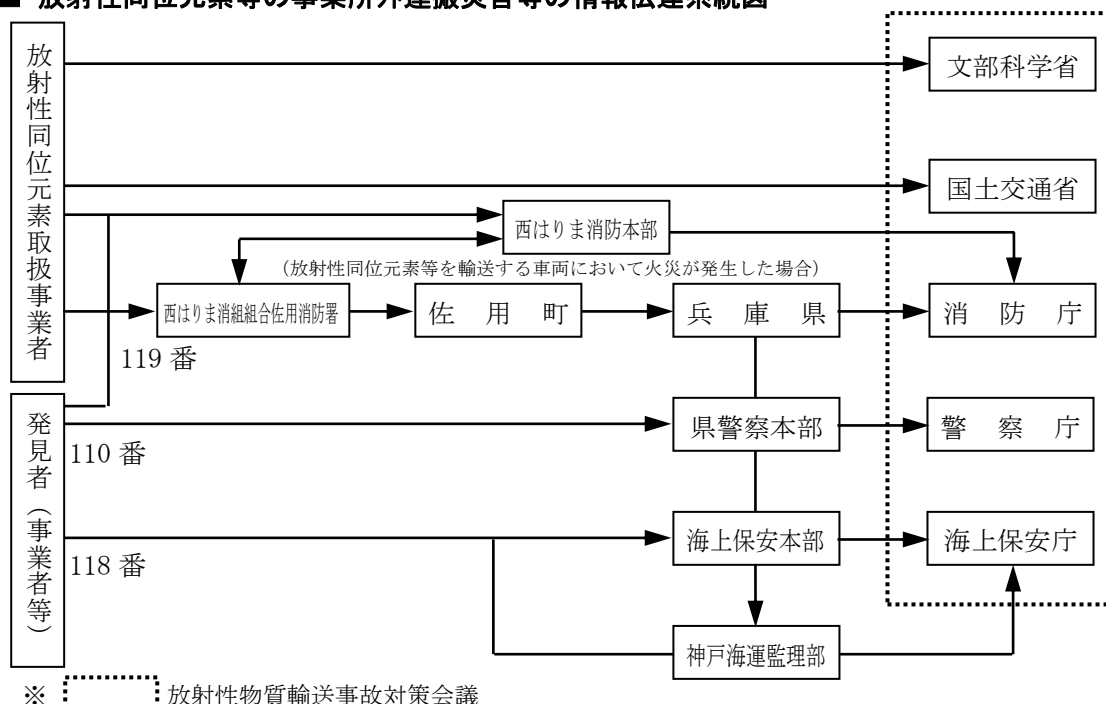 ■ 放射性同位元素等の事業所外運搬災害等の情報伝達系統図
放射性同位元素取扱事業者
文部科学省
国土交通省
西はりま消防本部
(放射性同位元素等を輸送する車両において火災が発生した場合)
西はりま消組組合佐用消防署
佐用町
兵庫県
消防庁
119 番
発見者(事業者等)
110 番
県警察本部
警察庁
118 番
海上保安本部
海上保安庁
神戸海運監理部
※ 放射性物質輸送事故対策会議